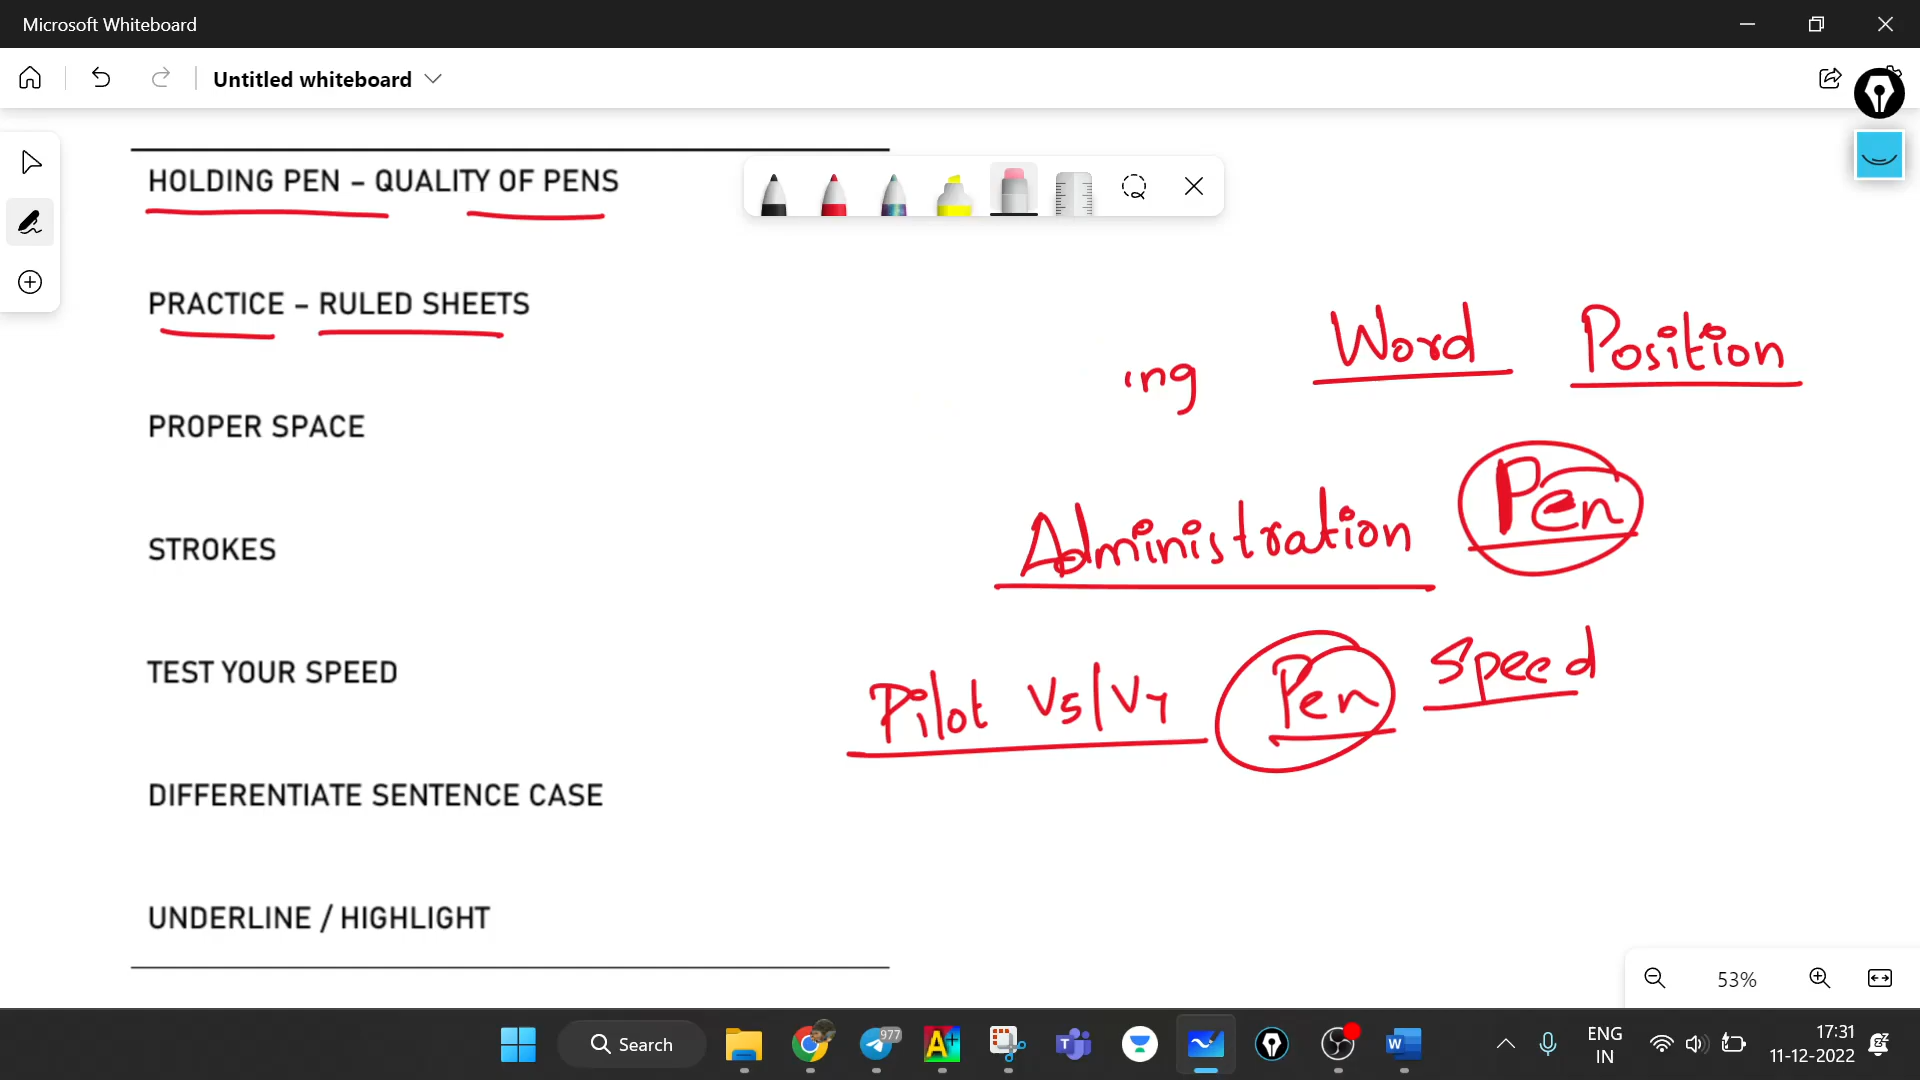 Microsoft Whiteboard
Untitled whiteboard
HOLDING PEN – QUALITY OF PENS
PRACTICE – RULED SHEETS
Word Position
ing
PROPER SPACE
Pen
Administration
STROKES
Speed
Pilot V5/V7 Pen
TEST YOUR SPEED
DIFFERENTIATE SENTENCE CASE
UNDERLINE / HIGHLIGHT
53%
Search
977
ENG
IN
17:31
11-12-2022